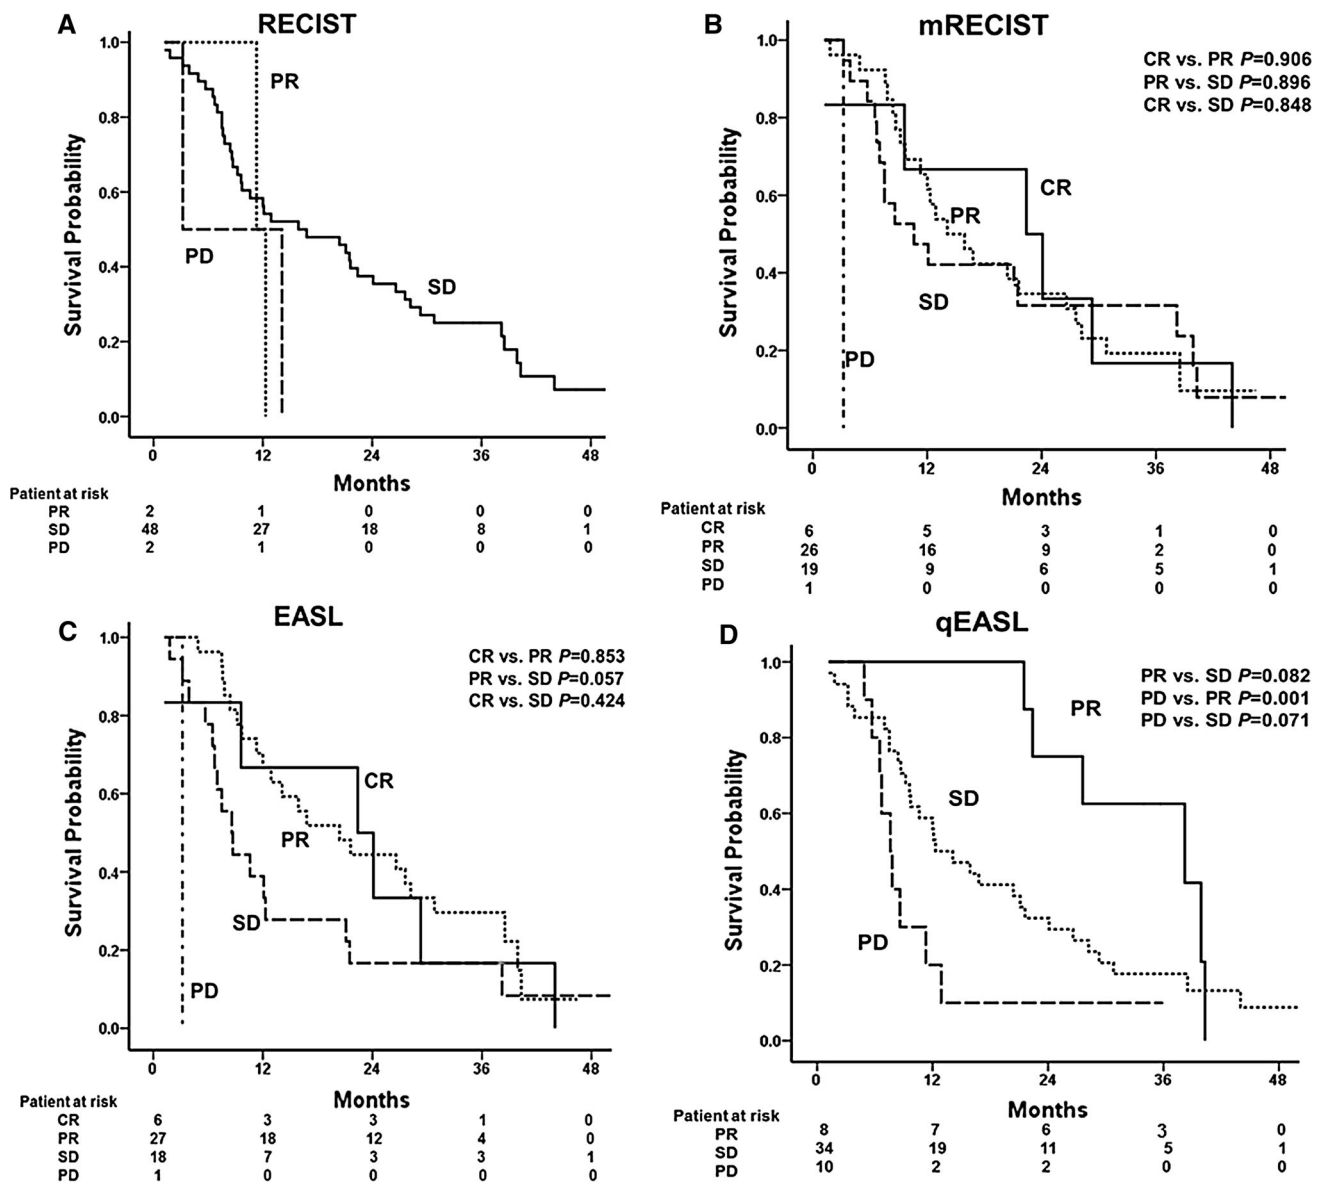 A
RECIST
1.0
0.8
0.6
0.4
0.2
0.0
Survival Probability
PR
PD
SD
0 12 24 36 48
Months
Patient at risk
PR 2 1 0 0 0
SD 48 27 18 8 1
PD 2 1 0 0 0
B
mRECIST
CR vs. PR P=0.906
PR vs. SD P=0.896
CR vs. SD P=0.848
1.0
0.8
0.6
0.4
0.2
0.0
Survival Probability
CR
PR
SD
PD
0 12 24 36 48
Months
Patient at risk
CR 6 5 3 1 0
PR 26 16 9 2 0
SD 19 9 6 5 1
PD 1 0 0 0 0
C
EASL
CR vs. PR P=0.853
PR vs. SD P=0.057
CR vs. SD P=0.424
1.0
0.8
0.6
0.4
0.2
0.0
Survival Probability
CR
PR
SD
PD
0 12 24 36 48
Months
Patient at risk
CR 6 3 3 1 0
PR 27 18 12 4 0
SD 18 7 3 3 1
PD 1 0 0 0 0
D
qEASL
PR vs. SD P=0.082
PD vs. PR P=0.001
PD vs. SD P=0.071
1.0
0.8
0.6
0.4
0.2
0.0
Survival Probability
PR
SD
PD
0 12 24 36 48
Months
Patient at risk
PR 8 7 6 3 0
SD 34 19 11 5 1
PD 10 2 2 0 0